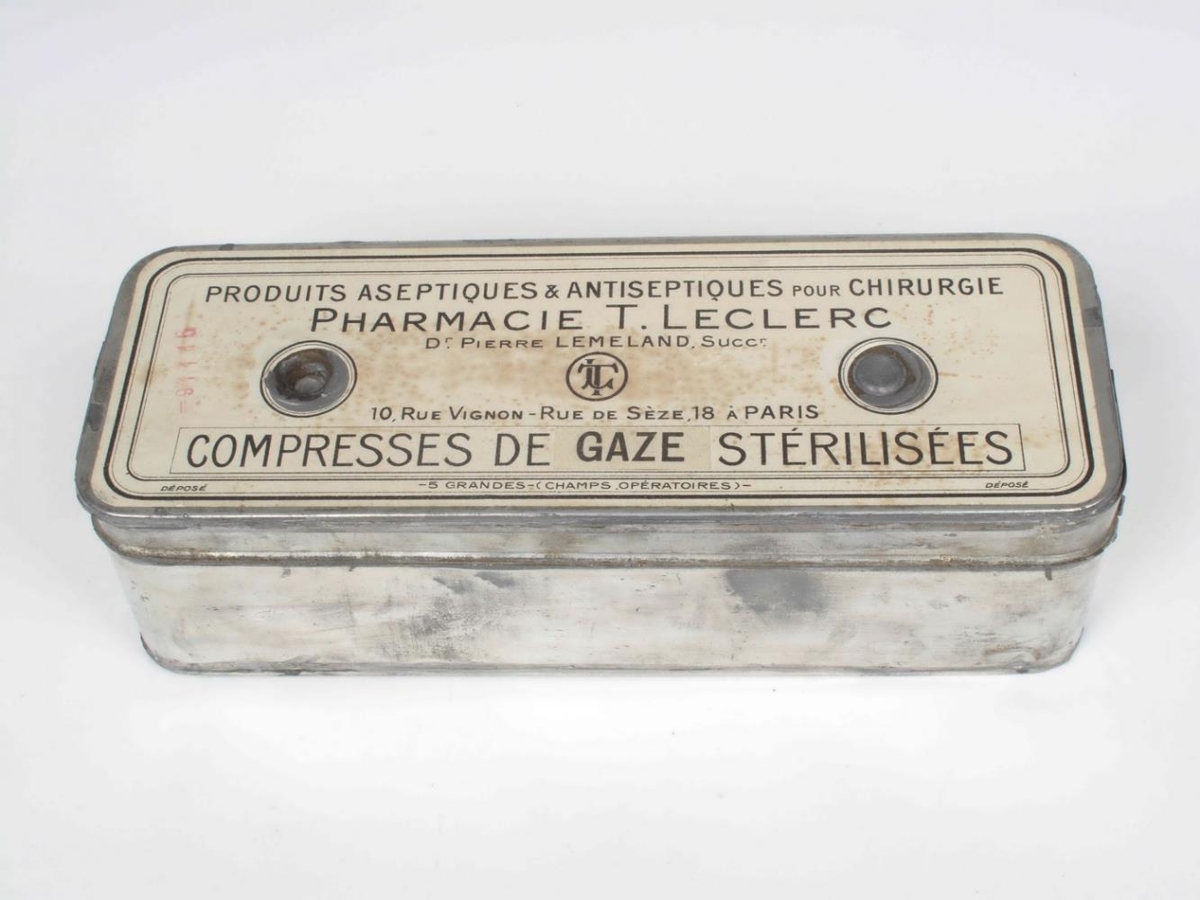 PRODUITS ASEPTIQUES & ANTISEPTIQUES POUR CHIRURGIE
PHARMACIE T. LECLERC
Dr PIERRE LEMELAND, Succr
TL
10, RUE VIGNON - RUE DE SÈZE, 18 À PARIS
COMPRESSES DE GAZE STÉRILISÉES
DÉPOSÉ -5 GRANDES-(CHAMPS OPÉRATOIRES)- DÉPOSÉ